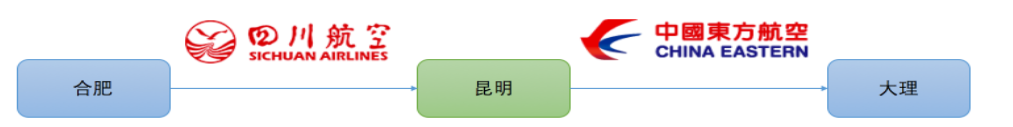 四川航空
SICHUAN AIRLINES
中國東方航空
CHINA EASTERN
合肥
昆明
大理